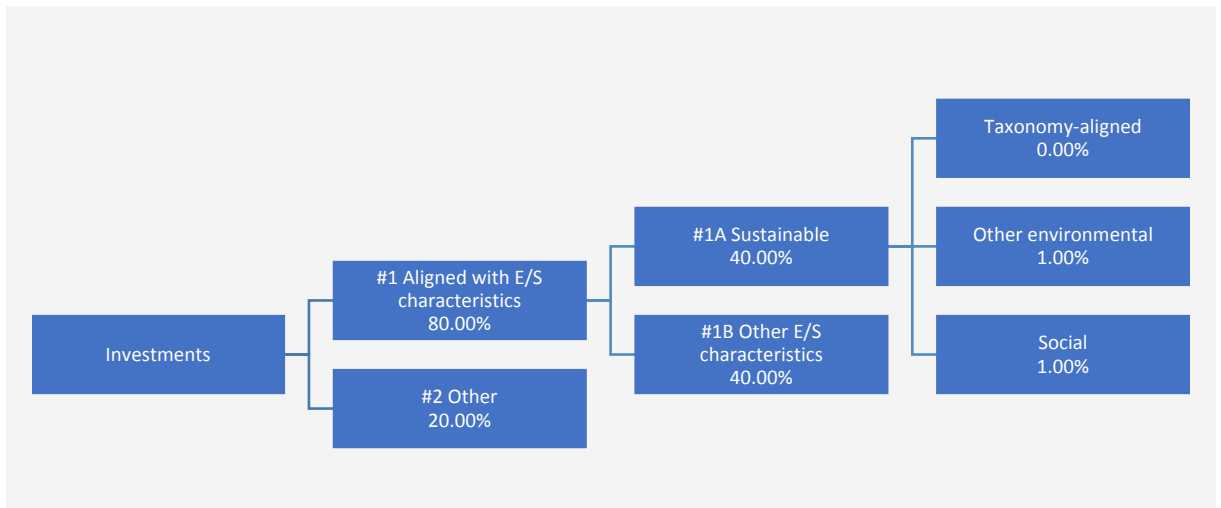 Investments
#1 Aligned with E/S
characteristics
80.00%
#2 Other
20.00%
#1A Sustainable
40.00%
#1B Other E/S
characteristics
40.00%
Taxonomy-aligned
0.00%
Other environmental
1.00%
Social
1.00%